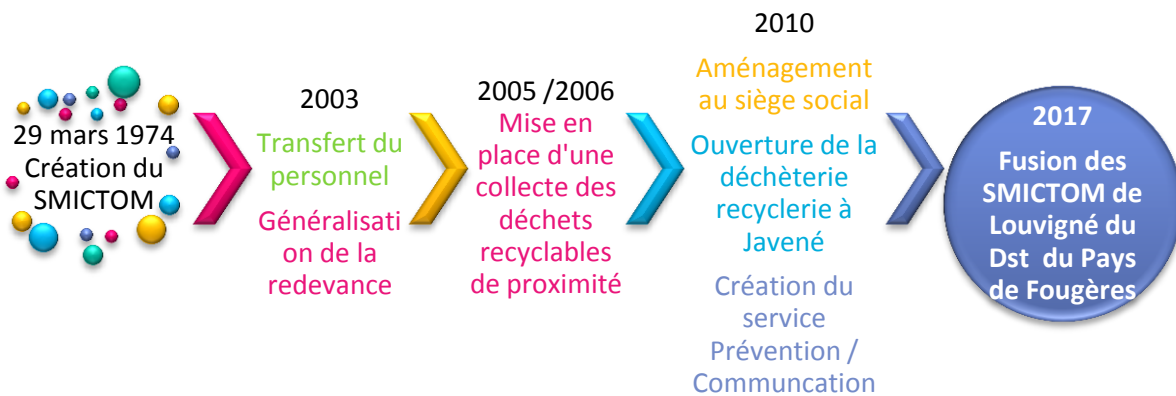 29 mars 1974
Création du
SMICTOM
2003
Transfert du
personnel
Généralisati
on de la
redevance
2005 /2006
Mise en
place d'une
collecte des
déchets
recyclables
de proximité
2010
Aménagement
au siège social
Ouverture de la
déchèterie
recyclerie à
Javené
Création du
service
Prévention /
Communcation
2017
Fusion des
SMICTOM de
Louvigné du
Dst du Pays
de Fougères